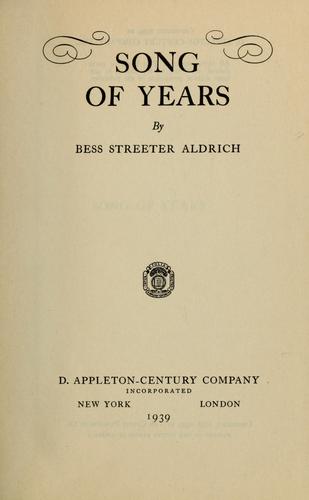 SONG
OF YEARS
By
BESS STREETER ALDRICH
D. APPLETON-CENTURY COMPANY
INCORPORATED
NEW YORK LONDON
1939